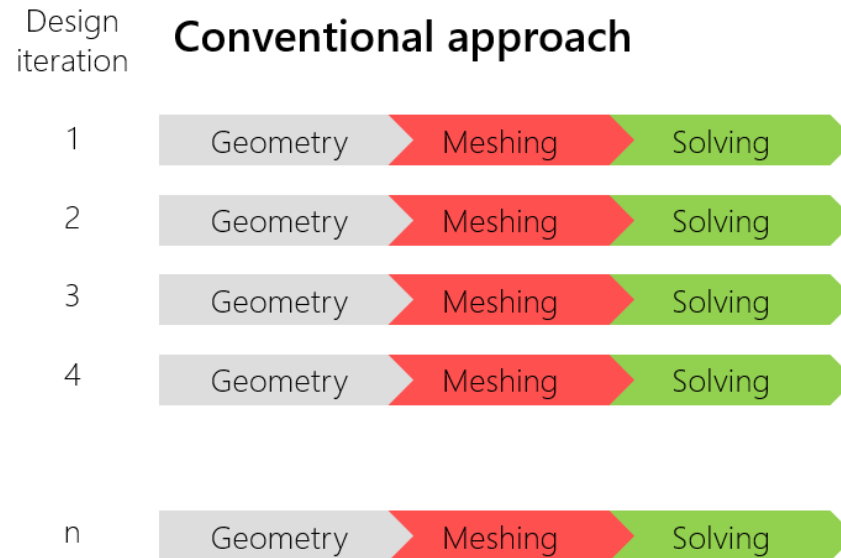 Design
iteration
Conventional approach
1 Geometry Meshing Solving
2 Geometry Meshing Solving
3 Geometry Meshing Solving
4 Geometry Meshing Solving
n Geometry Meshing Solving